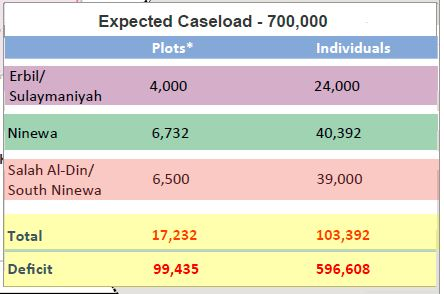 Expected Caseload - 700,000
Plots* Individuals
Erbil/
Sulaymaniyah 4,000 24,000
Ninewa 6,732 40,392
Salah Al-Din/
South Ninewa 6,500 39,000
Total 17,232 103,392
Deficit 99,435 596,608